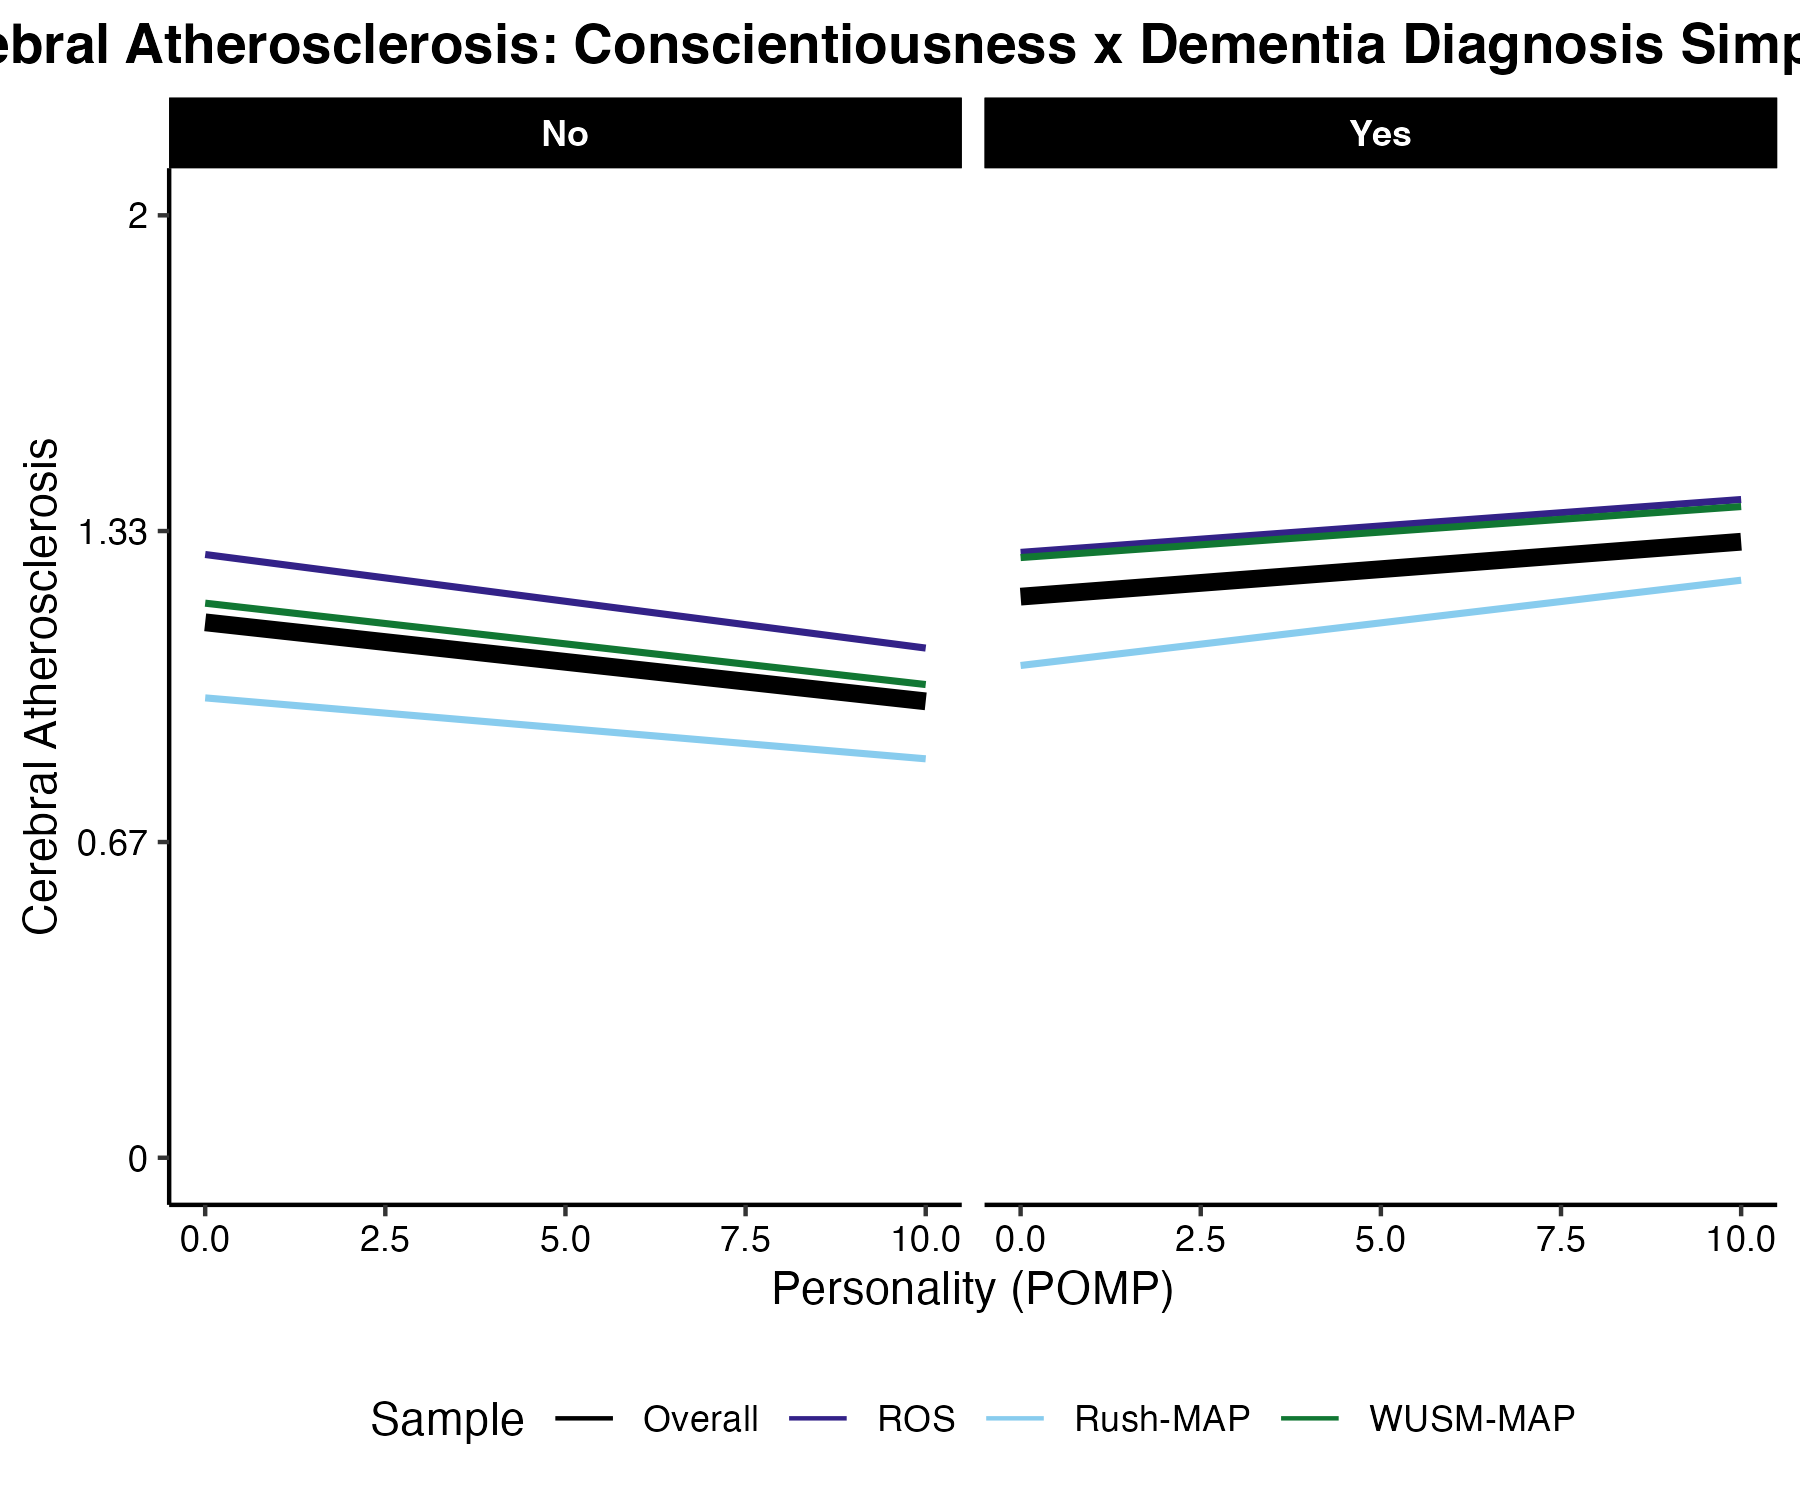 ebral Atherosclerosis: Conscientiousness x Dementia Diagnosis Simp
No Yes
2
1.33
0.67
0
Cerebral Atherosclerosis
0.0 2.5 5.0 7.5 10.0 0.0 2.5 5.0 7.5 10.0
Personality (POMP)
Sample Overall ROS Rush-MAP WUSM-MAP